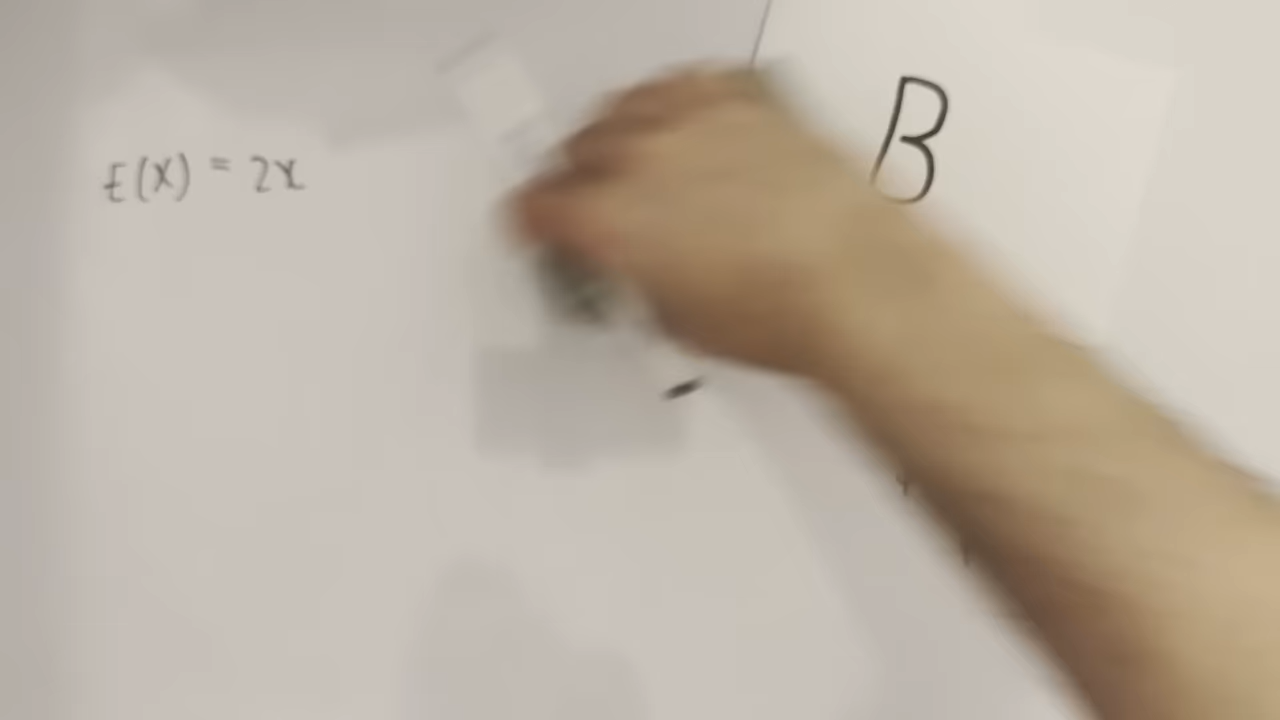 E(X) = 2x
B